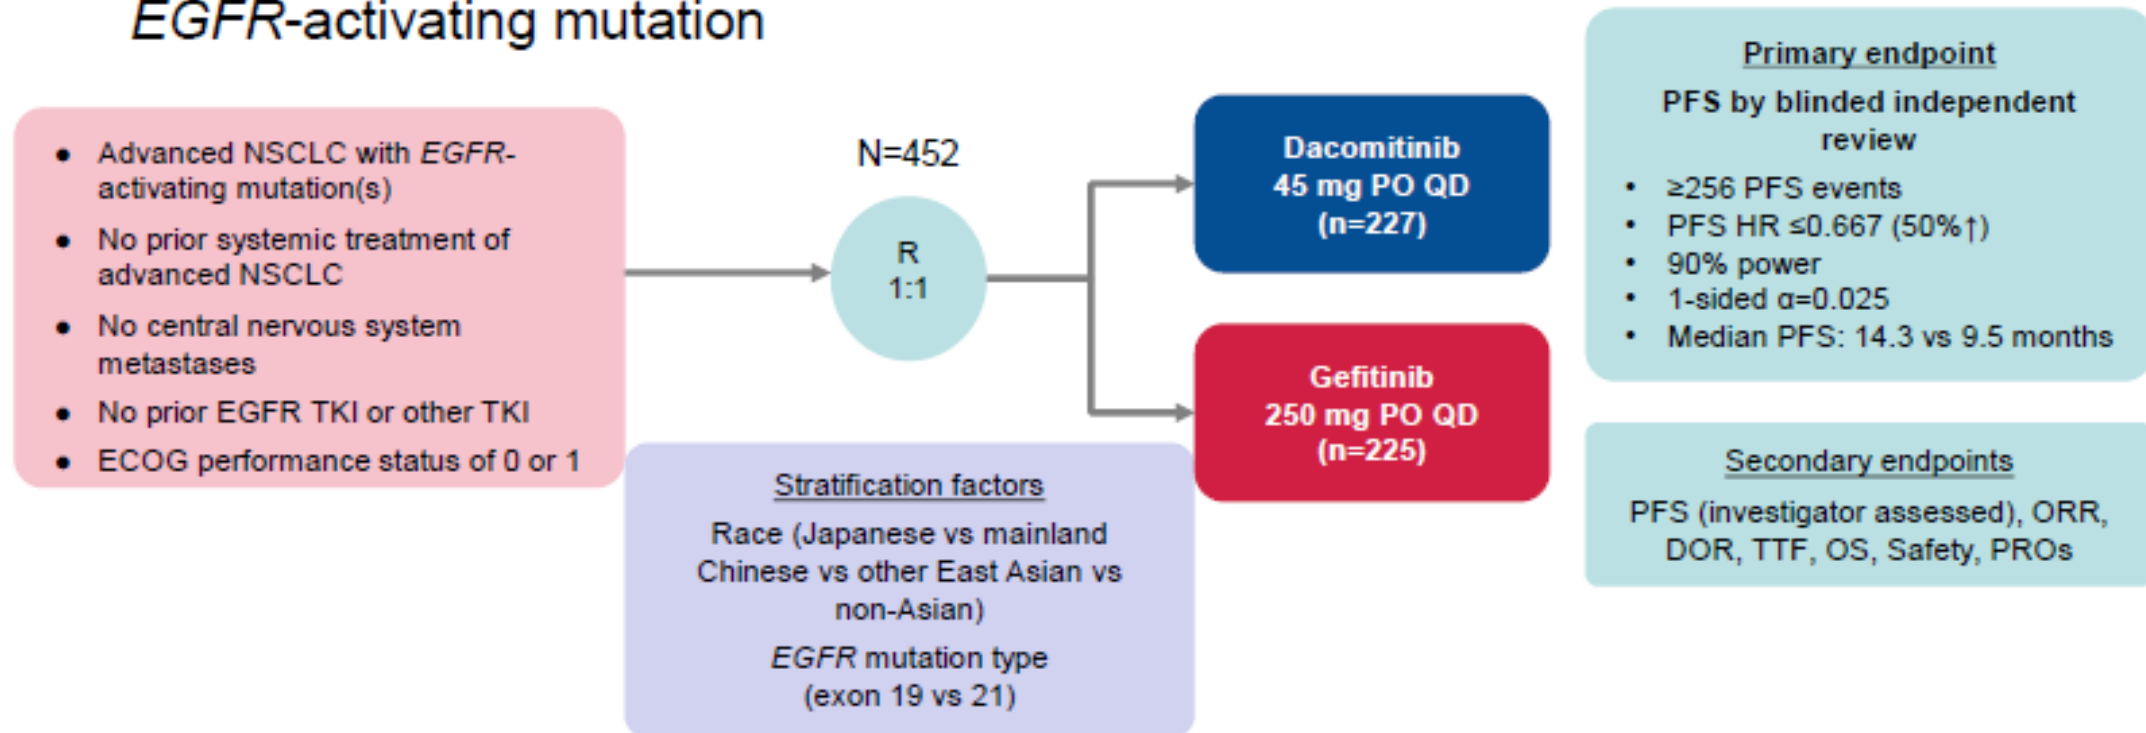 EGFR-activating mutation
● Advanced NSCLC with EGFR-
activating mutation(s)
● No prior systemic treatment of
advanced NSCLC
● No central nervous system
metastases
● No prior EGFR TKI or other TKI
● ECOG performance status of 0 or 1
N=452
R
1:1
Stratification factors
Race (Japanese vs mainland
Chinese vs other East Asian vs
non-Asian)
EGFR mutation type
(exon 19 vs 21)
Dacomitinib
45 mg PO QD
(n=227)
Gefitinib
250 mg PO QD
(n=225)
Primary endpoint
PFS by blinded independent
review
• ≥256 PFS events
• PFS HR ≤0.667 (50%↑)
• 90% power
• 1-sided α=0.025
• Median PFS: 14.3 vs 9.5 months
Secondary endpoints
PFS (investigator assessed), ORR,
DOR, TTF, OS, Safety, PROs